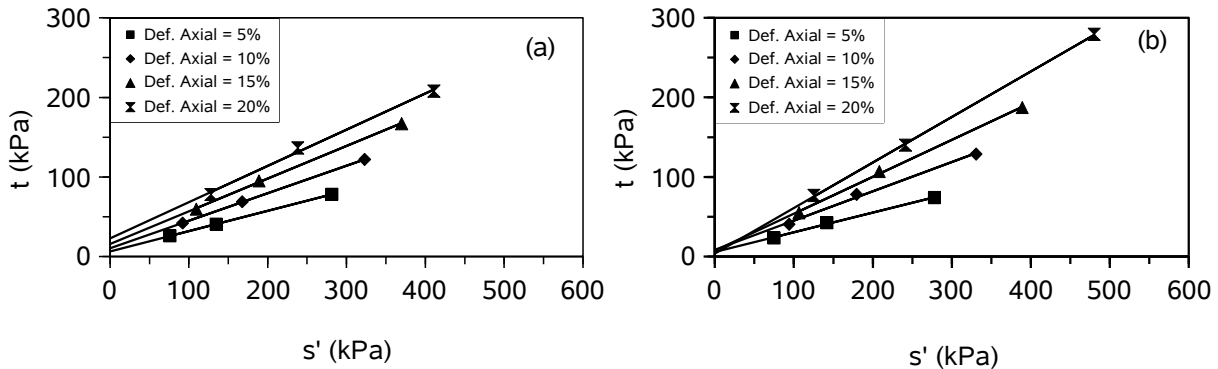 300
200
100
0
t (kPa)
Def. Axial = 5%
Def. Axial = 10%
Def. Axial = 15%
Def. Axial = 20%
(a)
0 100 200 300 400 500 600
s' (kPa)
300
200
100
0
t (kPa)
Def. Axial = 5%
Def. Axial = 10%
Def. Axial = 15%
Def. Axial = 20%
(b)
0 100 200 300 400 500 600
s' (kPa)